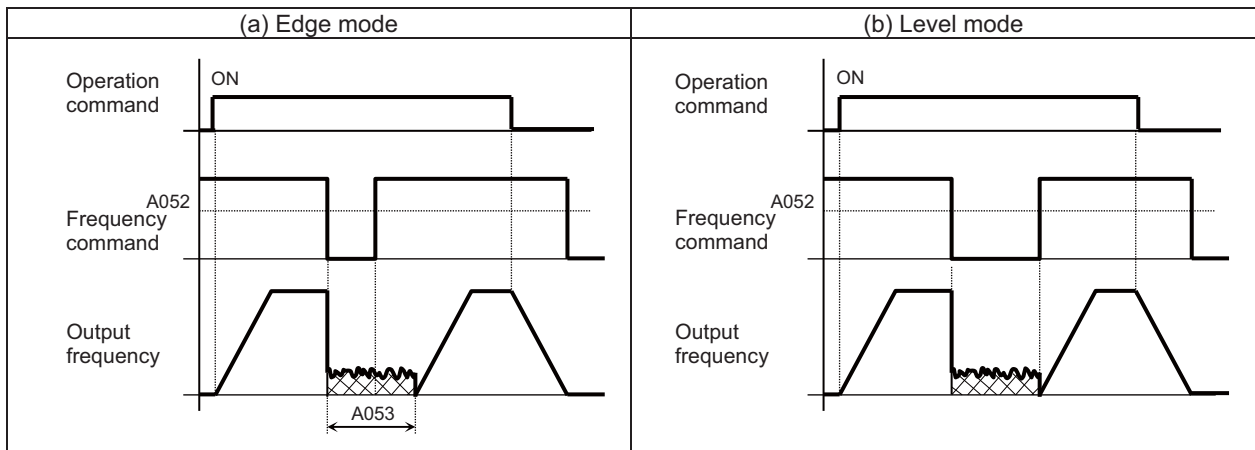 (a) Edge mode
Operation
command
ON
A052
Frequency
command
Output
frequency
A053
(b) Level mode
Operation
command
ON
A052
Frequency
command
Output
frequency